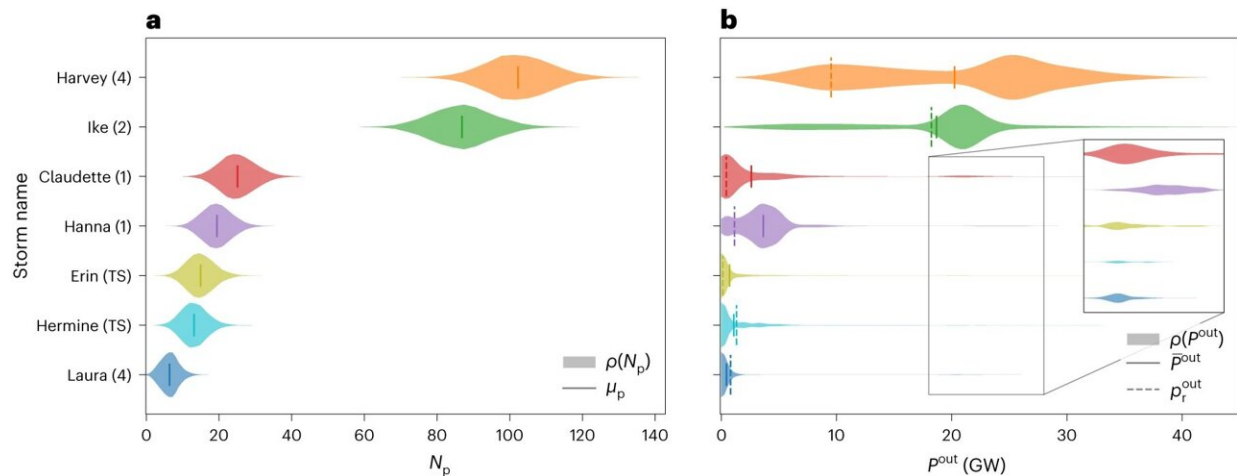 a
b
Storm name
Harvey (4)
Ike (2)
Claudette (1)
Hanna (1)
Erin (TS)
Hermine (TS)
Laura (4)
ρ(Nₚ)
μₚ
0 20 40 60 80 100 120 140
Nₚ
ρ(Pᵒᵘᵗ)
P̅ᵒᵘᵗ
pᵣᵒᵘᵗ
0 10 20 30 40
Pᵒᵘᵗ (GW)